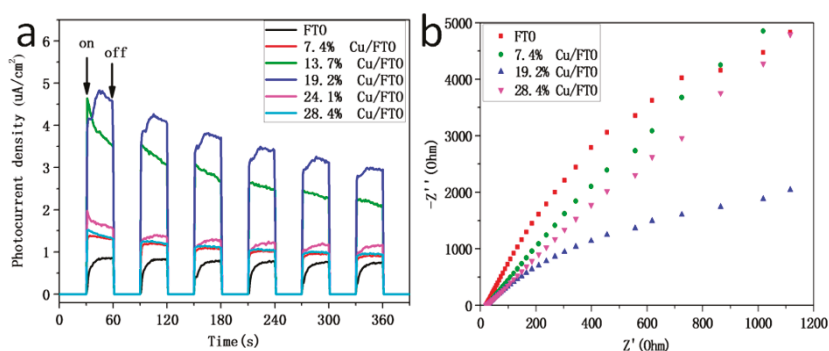 a
on
off
FTO
7.4% Cu/FTO
13.7% Cu/FTO
19.2% Cu/FTO
24.1% Cu/FTO
28.4% Cu/FTO
Photocurrent density (uA/cm²)
6
5
4
3
2
1
0
0 60 120 180 240 300 360
Time(s)
b
FTO
7.4% Cu/FTO
19.2% Cu/FTO
28.4% Cu/FTO
-Z''(Ohm)
5000
4000
3000
2000
1000
0
0 200 400 600 800 1000 1200
Z'(Ohm)